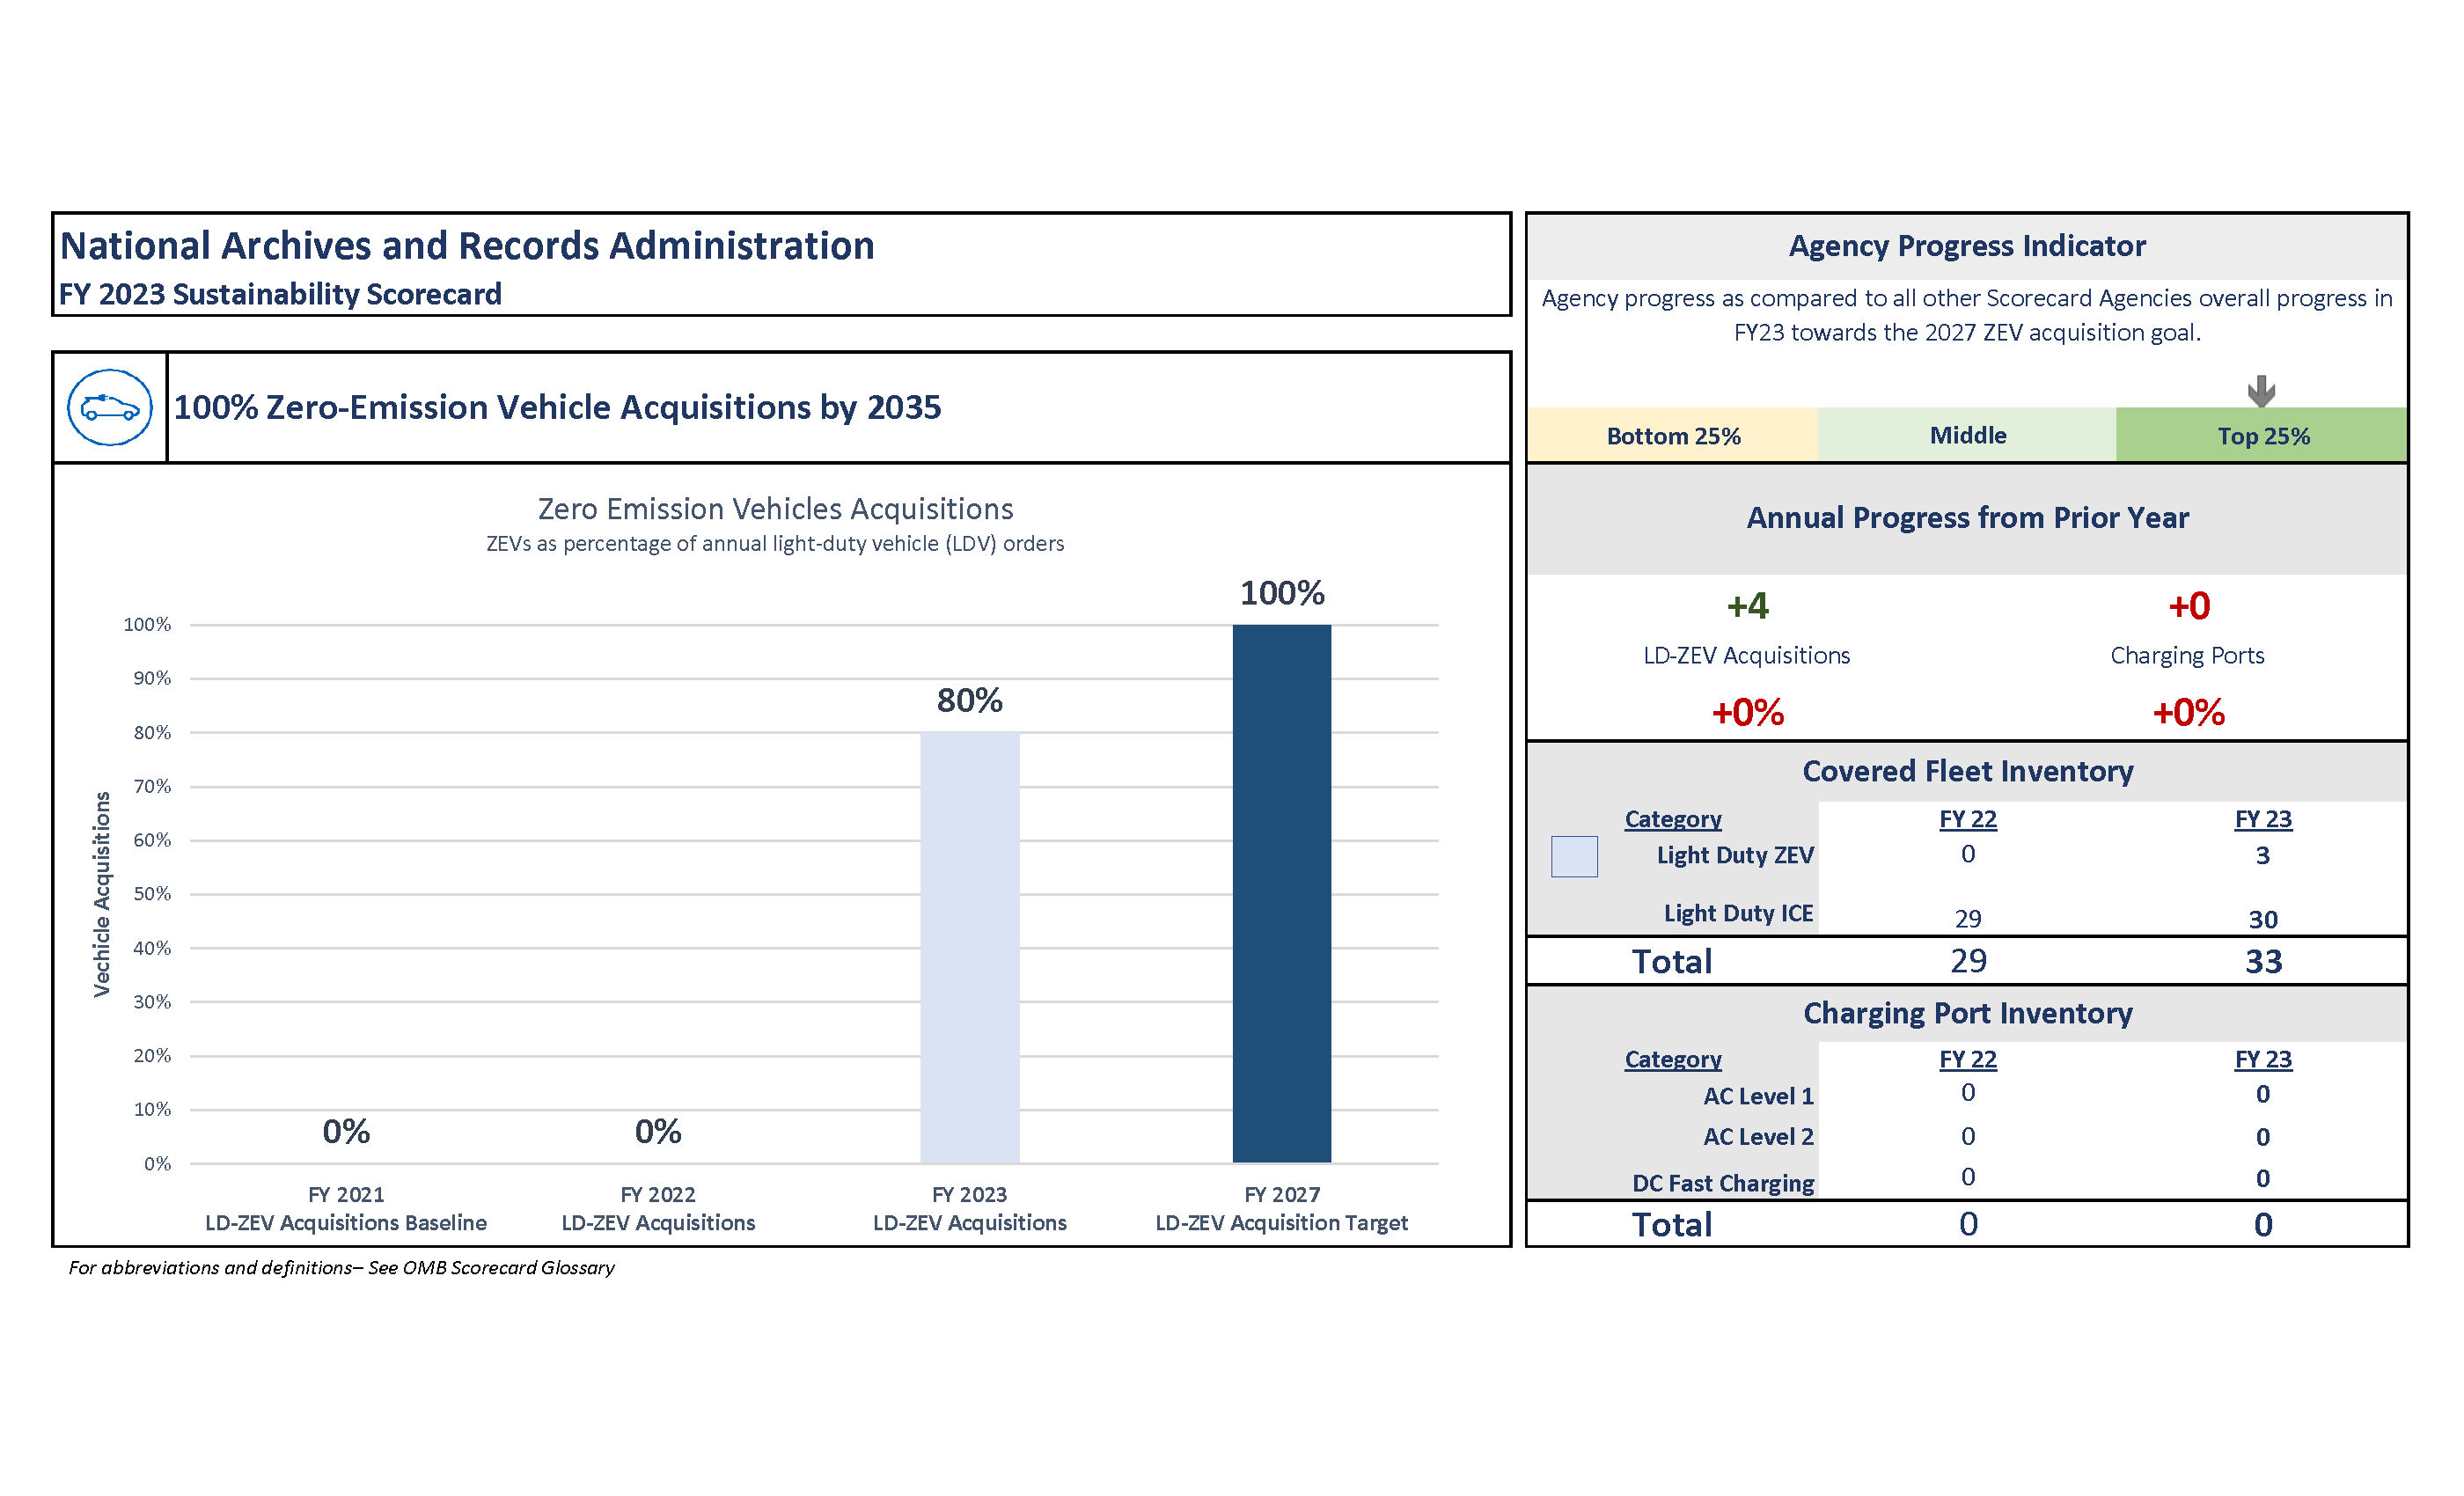 National Archives and Records Administration
FY 2023 Sustainability Scorecard
100% Zero-Emission Vehicle Acquisitions by 2035
Zero Emission Vehicles Acquisitions
ZEVs as percentage of annual light-duty vehicle (LDV) orders
Vechicle Acquisitions
100%
90%
80%
70%
60%
50%
40%
30%
20%
10%
0%
0%
0%
80%
100%
FY 2021
LD-ZEV Acquisitions Baseline
FY 2022
LD-ZEV Acquisitions
FY 2023
LD-ZEV Acquisitions
FY 2027
LD-ZEV Acquisition Target
For abbreviations and definitions– See OMB Scorecard Glossary
Agency Progress Indicator
Agency progress as compared to all other Scorecard Agencies overall progress in
FY23 towards the 2027 ZEV acquisition goal.
Bottom 25% Middle Top 25%
Annual Progress from Prior Year
+4 +0
LD-ZEV Acquisitions Charging Ports
+0% +0%
Covered Fleet Inventory
Category FY 22 FY 23
Light Duty ZEV 0 3
Light Duty ICE 29 30
Total 29 33
Charging Port Inventory
Category FY 22 FY 23
AC Level 1 0 0
AC Level 2 0 0
DC Fast Charging 0 0
Total 0 0